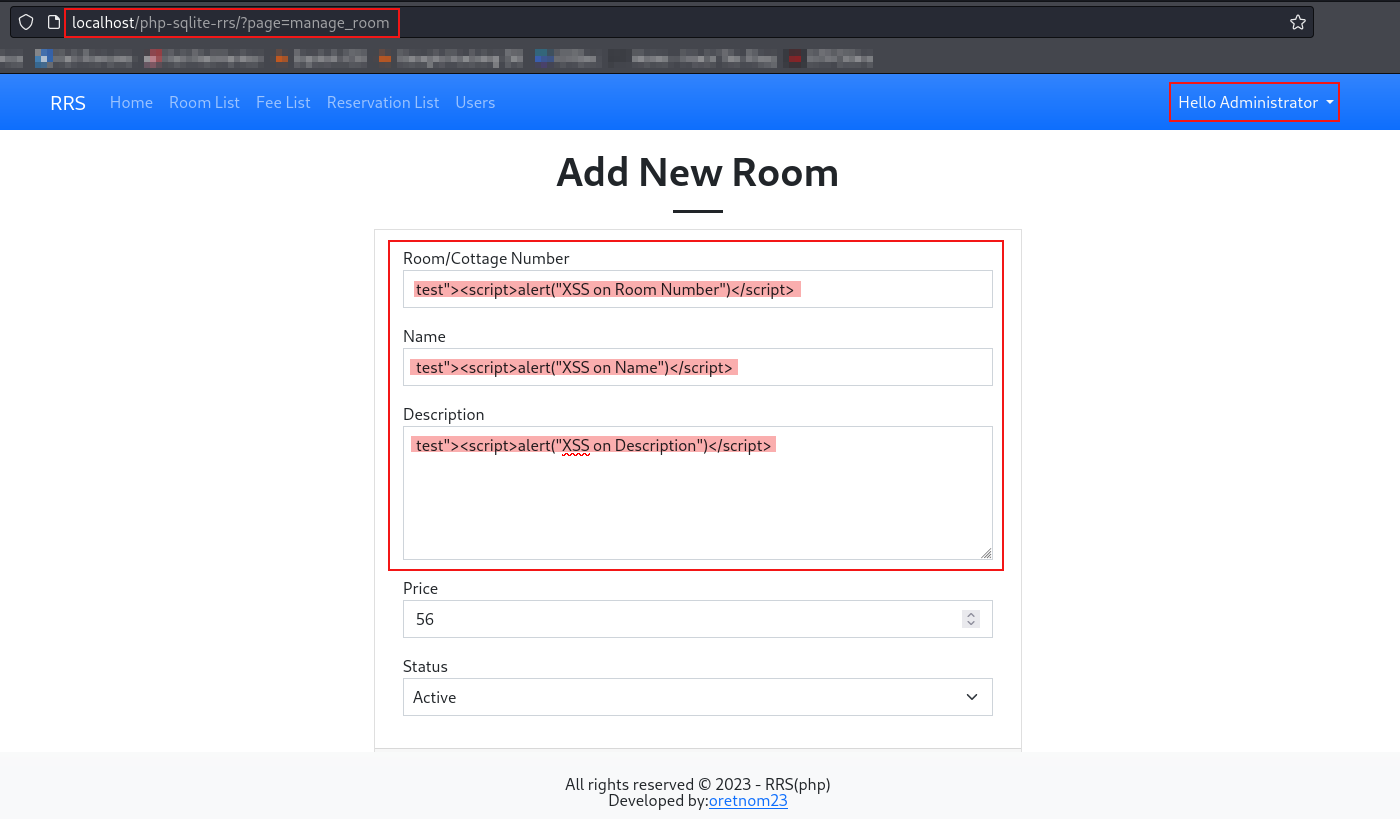 localhost/php-sqlite-rrs/?page=manage_room
RRS Home Room List Fee List Reservation List Users Hello Administrator
Add New Room
Room/Cottage Number
test"><script>alert("XSS on Room Number")</script>
Name
test"><script>alert("XSS on Name")</script>
Description
test"><script>alert("XSS on Description")</script>
Price
56
Status
Active
All rights reserved © 2023 - RRS(php)
Developed by:oretnom23